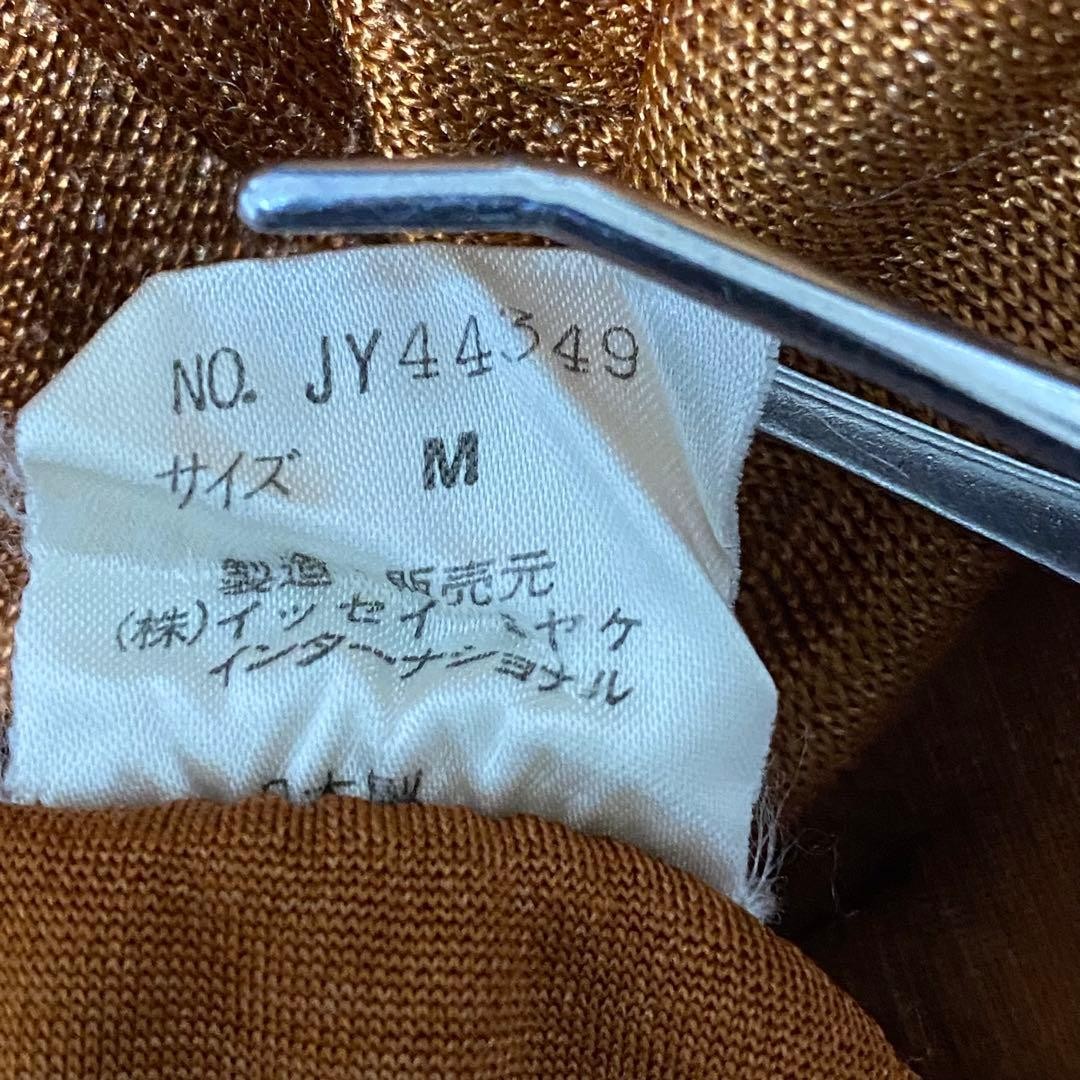 NO. JY44349
サイズ M
製造 販売元
(株)イッセイミヤケ
インターナショナル